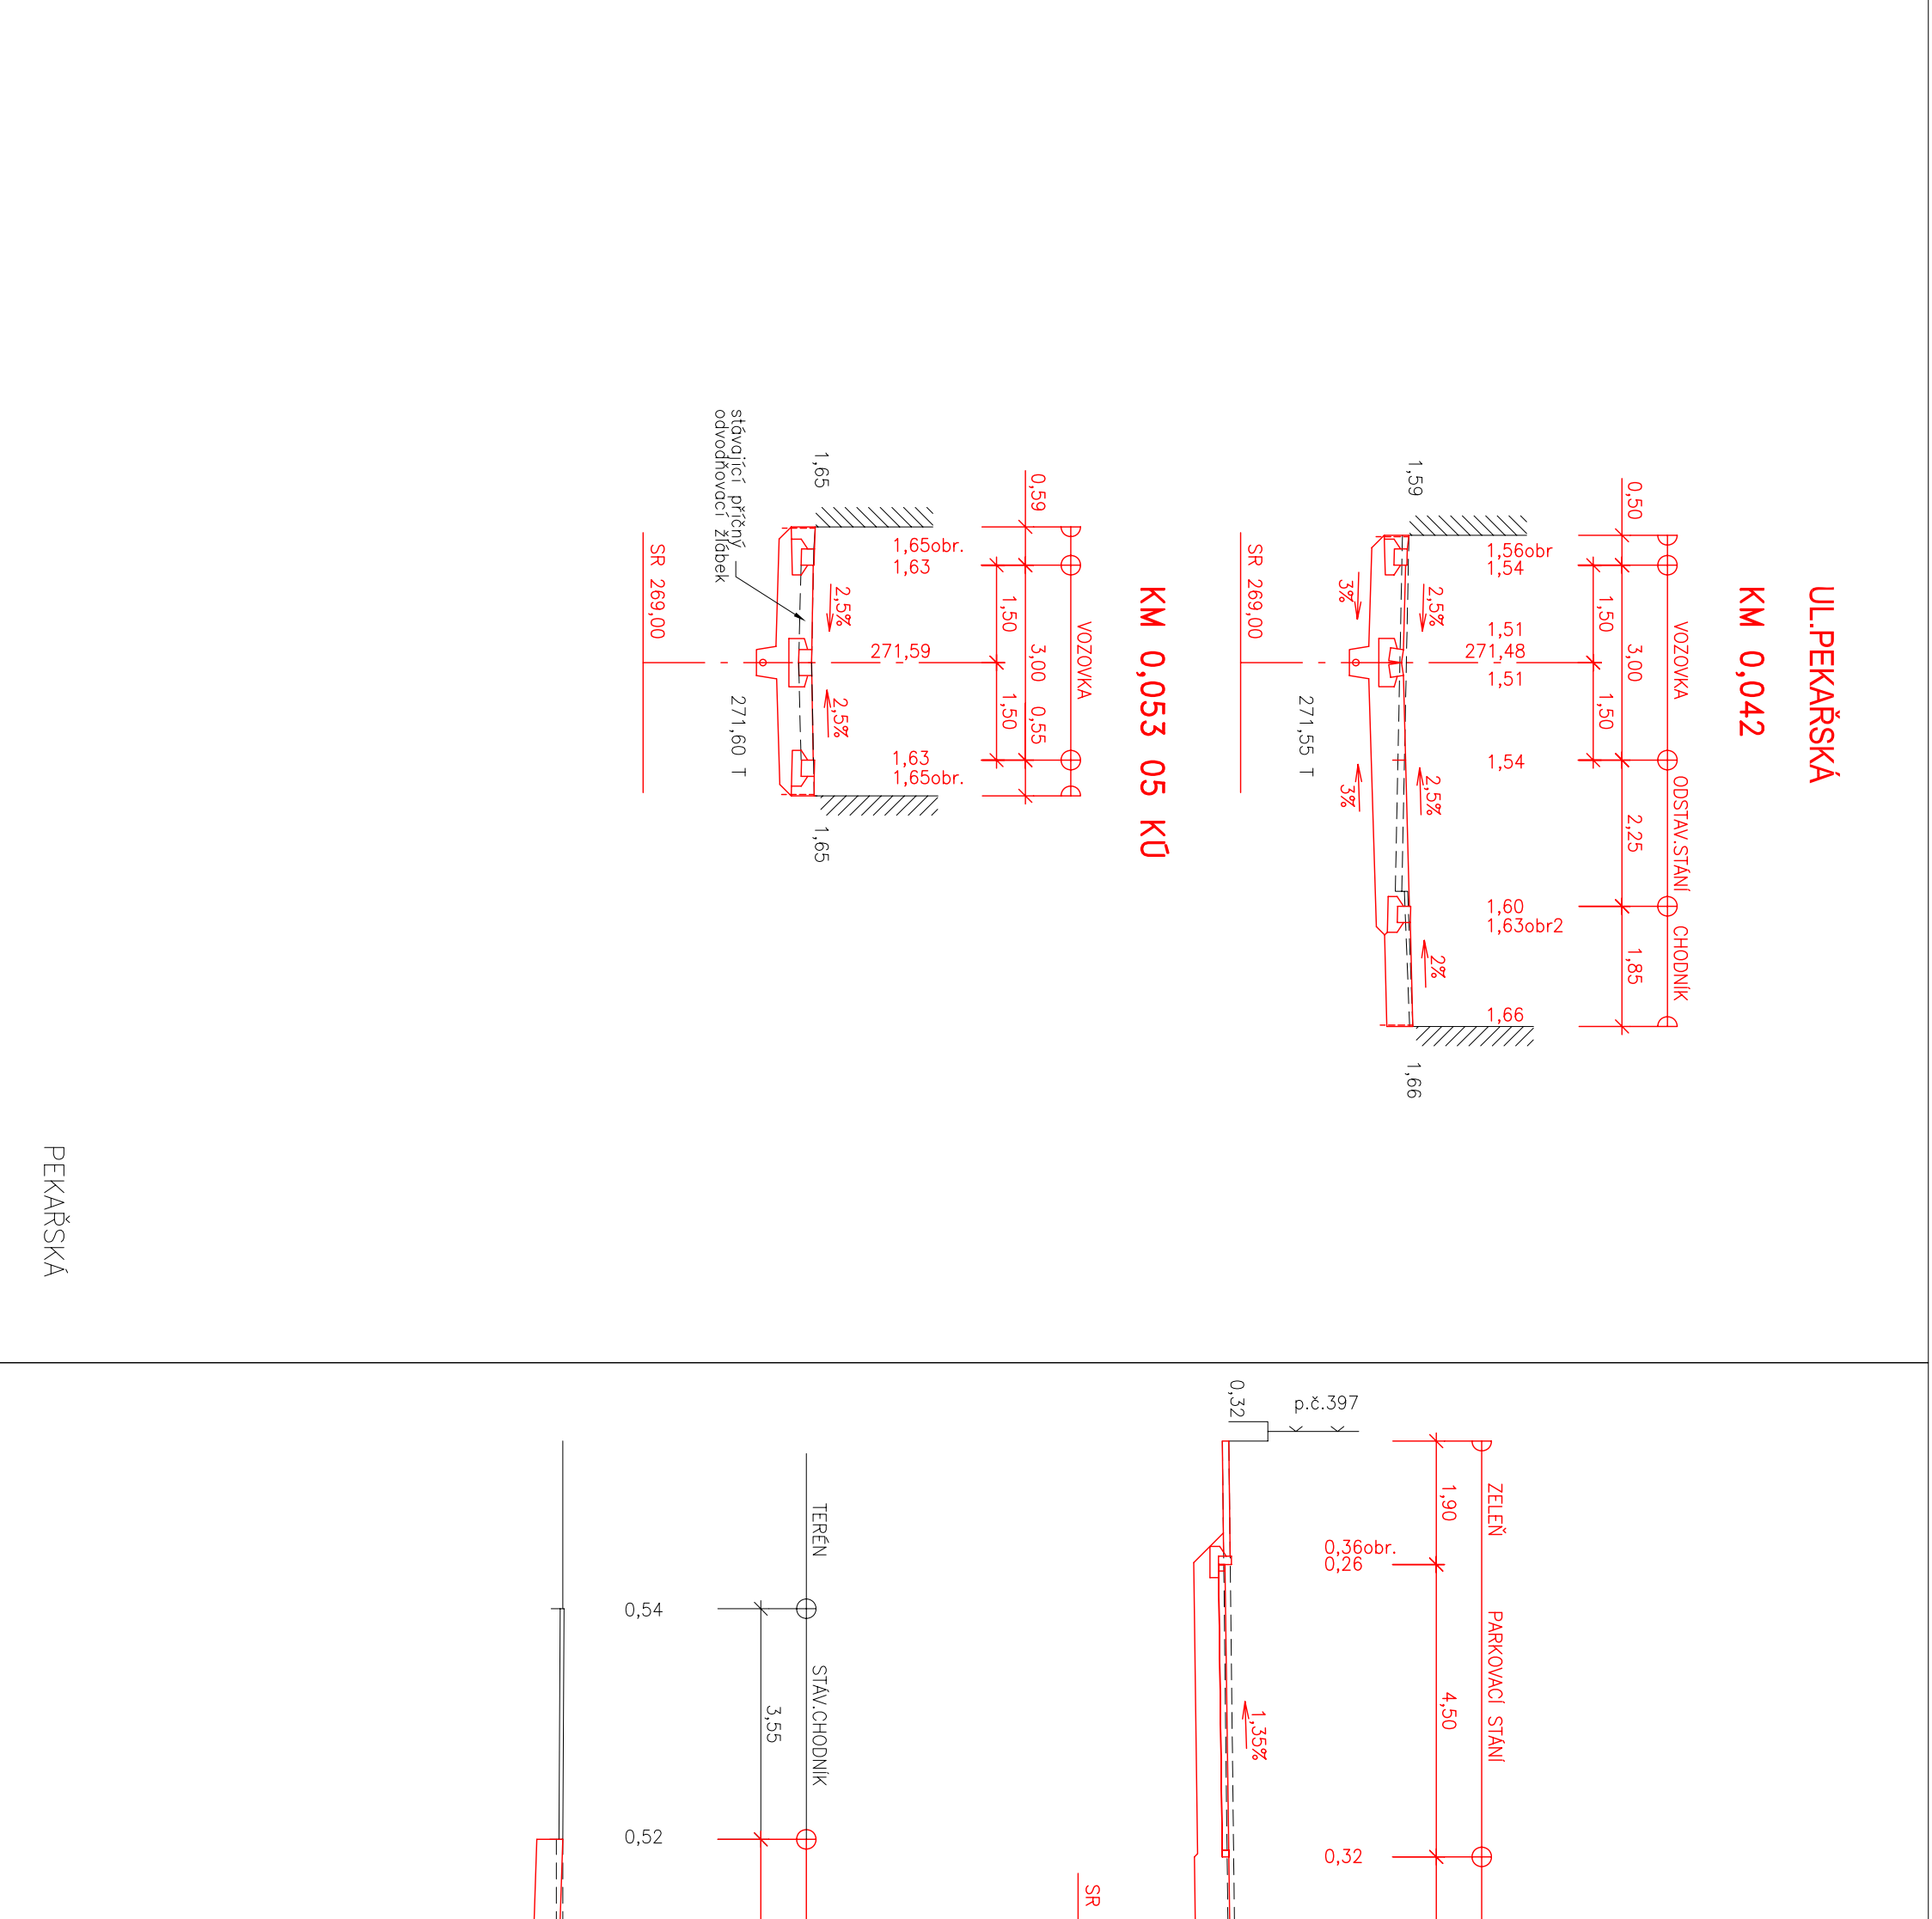 UL.PEKAŘSKÁ
KM 0,042
VOZOVKA
ODSTAV.STÁNÍ
CHODNÍK
0,50
3,00
2,25
1,85
1,50
1,50
1,56obr
1,54
1,51
271,48
1,51
1,54
1,60
1,63obr2
1,66
1,59
2,5%
2,5%
2%
3%
3%
1,66
271,55 T
SR 269,00
KM 0,053 05 KÚ
VOZOVKA
0,59
3,00
0,55
1,50
1,50
1,65obr.
1,63
271,59
1,63
1,65obr.
1,65
2,5%
2,5%
1,65
stávající příčný
odvodňovací žlábek
271,60 T
SR 269,00
PEKAŘSKÁ
ZELEŇ
PARKOVACÍ STÁNÍ
1,90
4,50
p.č.397
0,32
0,36obr.
0,26
0,32
1,35%
SR
TERÉN
STÁV.CHODNÍK
3,55
0,54
0,52